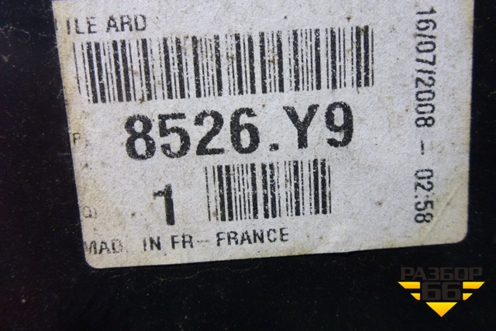 ILE ARD
8526.Y9
1
MAD. IN FR-FRANCE
16/07/2008 - 02:58
РАЗБОР
66